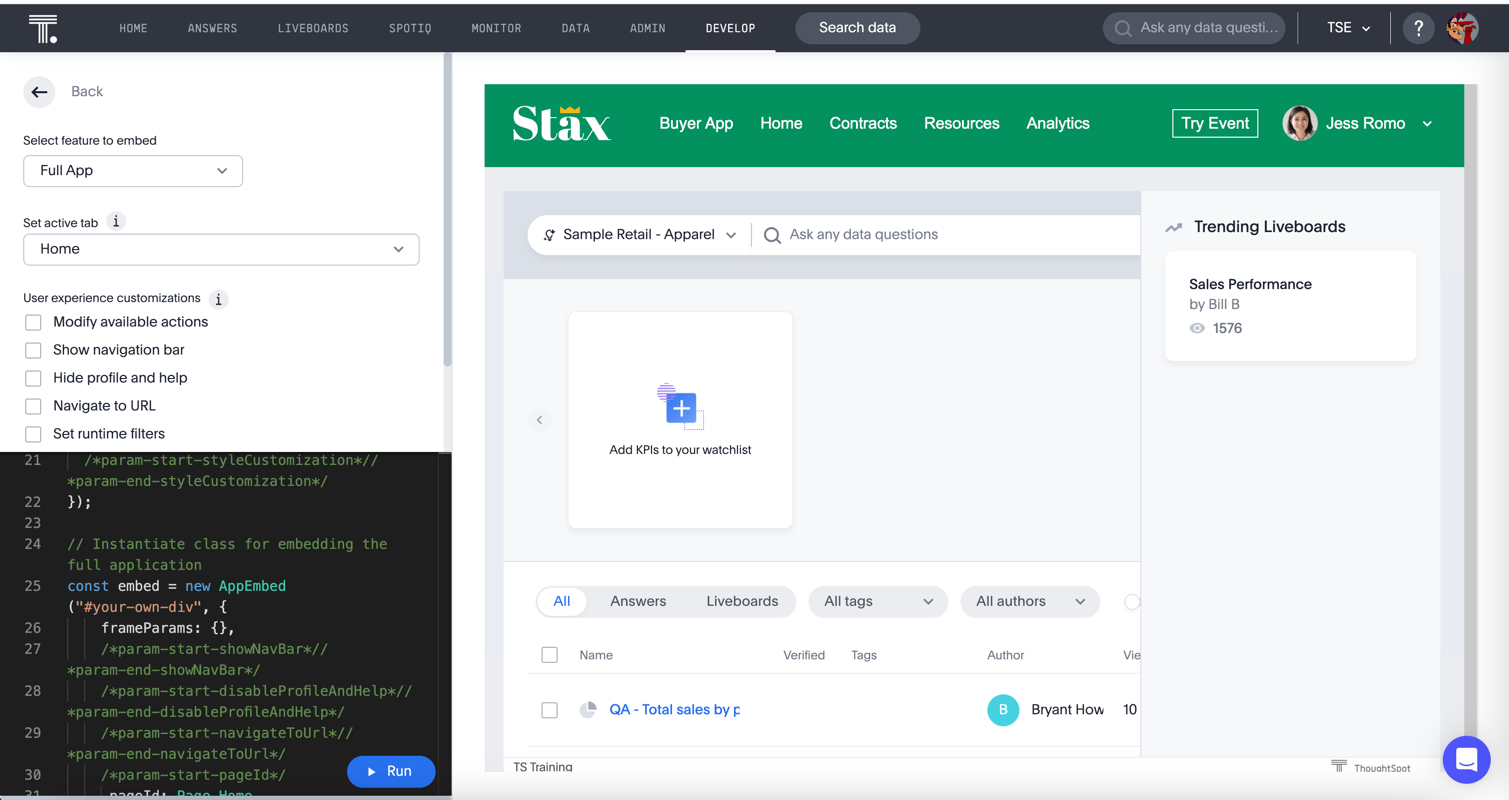 HOME ANSWERS LIVEBOARDS SPOTIQ MONITOR DATA ADMIN DEVELOP Search data Ask any data questi... TSE ?
Back
Select feature to embed
Full App
Set active tab i
Home
User experience customizations i
Modify available actions
Show navigation bar
Hide profile and help
Navigate to URL
Set runtime filters
21 /*param-start-styleCustomization*//
*param-end-styleCustomization*/
22 });
23
24 // Instantiate class for embedding the
full application
25 const embed = new AppEmbed
("#your-own-div", {
26 frameParams: {},
27 /*param-start-showNavBar*//
*param-end-showNavBar*/
28 /*param-start-disableProfileAndHelp*//
*param-end-disableProfileAndHelp*/
29 /*param-start-navigateToUrl*//
*param-end-navigateToUrl*/
30 /*param-start-pageId*/
31 pageId: Page.Home
Run
Stax Buyer App Home Contracts Resources Analytics Try Event Jess Romo
Sample Retail - Apparel Ask any data questions
Add KPIs to your watchlist
All Answers Liveboards All tags All authors
Name Verified Tags Author Vie
QA - Total sales by p B Bryant How 10
Trending Liveboards
Sales Performance
by Bill B
1576
TS Training
ThoughtSpot